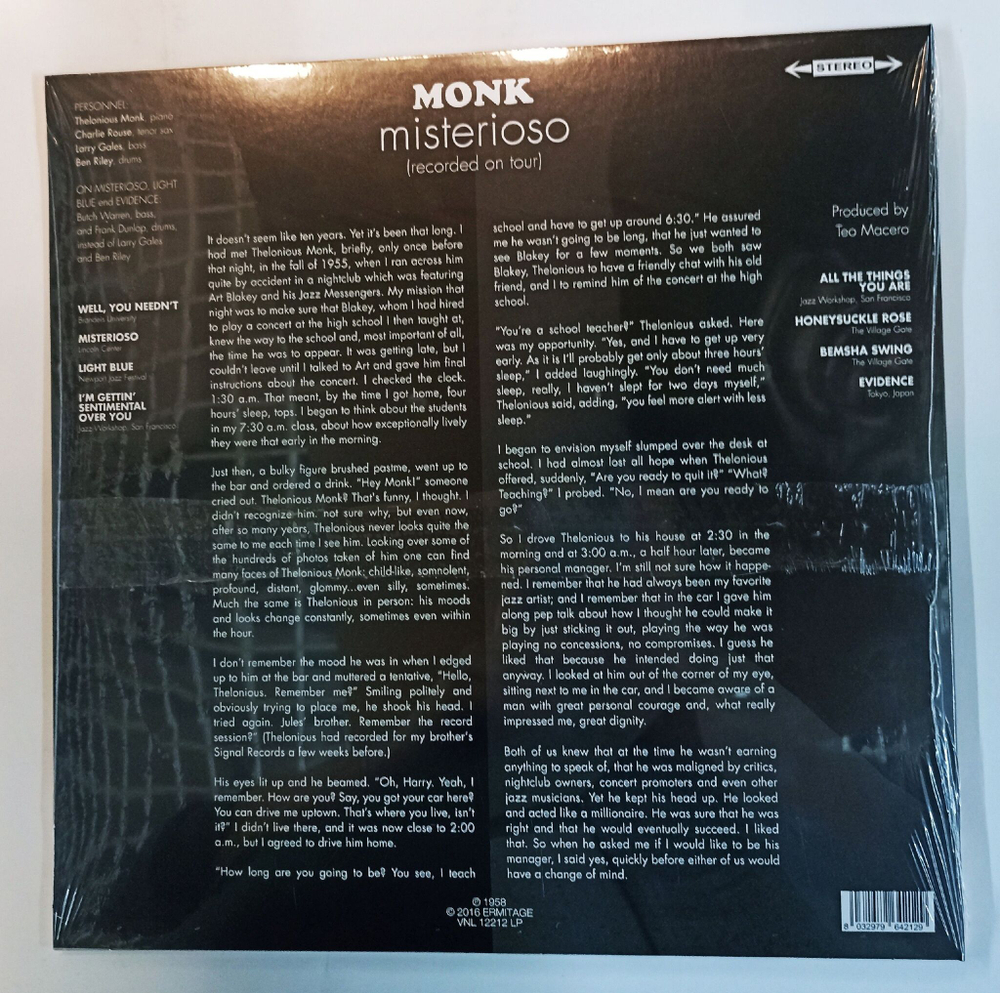 MONK
misterioso
(recorded on tour)
STEREO
PERSONNEL:
Thelonious Monk, piano
Charlie Rouse, tenor sax
Larry Gales, bass
Ben Riley, drums
ON MISTERIOSO, LIGHT
BLUE end EVIDENCE:
Butch Warren, bass,
and Frank Dunlop, drums,
instead of Larry Gales
and Ben Riley
WELL, YOU NEEDN'T
Brandeis University
MISTERIOSO
Lincoln Center
LIGHT BLUE
Newport Jazz Festival
I'M GETTIN'
SENTIMENTAL
OVER YOU
Jazz Workshop, San Francisco
It doesn't seem like ten years. Yet it's been that long. I
had met Thelonious Monk, briefly, only once before
that night, in the fall of 1955, when I ran across him
quite by accident in a nightclub which was featuring
Art Blakey and his Jazz Messengers. My mission that
night was to make sure that Blakey, whom I had hired
to play a concert at the high school I then taught at,
knew the way to the school and, most important of all,
the time he was to appear. It was getting late, but I
couldn't leave until I talked to Art and gave him final
instructions about the concert. I checked the clock.
1:30 a.m. That meant, by the time I got home, four
hours' sleep, tops. I began to think about the students
in my 7:30 a.m. class, about how exceptionally lively
they were that early in the morning.
Just then, a bulky figure brushed pastme, went up to
the bar and ordered a drink. "Hey Monk!" someone
cried out. Thelonious Monk? That's funny, I thought. I
didn't recognize him. not sure why, but even now,
after so many years, Thelonious never looks quite the
same to me each time I see him. Looking over some of
the hundreds of photos taken of him one can find
many faces of Thelonious Monk: child-like, somnolent,
profound, distant, glommy...even silly, sometimes.
Much the same is Thelonious in person: his moods
and looks change constantly, sometimes even within
the hour.
I don't remember the mood he was in when I edged
up to him at the bar and muttered a tentative, "Hello,
Thelonious. Remember me?" Smiling politely and
obviously trying to place me, he shook his head. I
tried again. Jules' brother. Remember the record
session?" (Thelonious had recorded for my brother's
Signal Records a few weeks before.)
His eyes lit up and he beamed. "Oh, Harry. Yeah, I
remember. How are you? Say, you got your car here?
You can drive me uptown. That's where you live, isn't
it?" I didn't live there, and it was now close to 2:00
a.m., but I agreed to drive him home.
"How long are you going to be? You see, I teach
school and have to get up around 6:30." He assured
me he wasn't going to be long, that he just wanted to
see Blakey for a few moments. So we both saw
Blakey, Thelonious to have a friendly chat with his old
friend, and I to remind him of the concert at the high
school.
"You're a school teacher?" Thelonious asked. Here
was my opportunity. "Yes, and I have to get up very
early. As it is I'll probably get only about three hours'
sleep," I added laughingly. "You don't need much
sleep, really, I haven't slept for two days myself,"
Thelonious said, adding, "you feel more alert with less
sleep."
I began to envision myself slumped over the desk at
school. I had almost lost all hope when Thelonious
offered, suddenly, "Are you ready to quit it?" "What?
Teaching?" I probed. "No, I mean are you ready to
go?"
So I drove Thelonious to his house at 2:30 in the
morning and at 3:00 a.m., a half hour later, became
his personal manager. I'm still not sure how it happe-
ned. I remember that he had always been my favorite
jazz artist; and I remember that in the car I gave him
along pep talk about how I thought he could make it
big by just sticking it out, playing the way he was
playing no concessions, no compromises. I guess he
liked that because he intended doing just that
anyway. I looked at him out of the corner of my eye,
sitting next to me in the car, and I became aware of a
man with great personal courage and, what really
impressed me, great dignity.
Both of us knew that at the time he wasn't earning
anything to speak of, that he was maligned by critics,
nightclub owners, concert promoters and even other
jazz musicians. Yet he kept his head up. He looked
and acted like a millionaire. He was sure that he was
right and that he would eventually succeed. I liked
that. So when he asked me if I would like to be his
manager, I said yes, quickly before either of us would
have a change of mind.
Produced by
Teo Macero
ALL THE THINGS
YOU ARE
Jazz Workshop, San Francisco
HONEYSUCKLE ROSE
The Village Gate
BEMSHA SWING
The Village Gate
EVIDENCE
Tokyo, Japan
℗ 1958
© 2016 ERMITAGE
VNL 12212 LP
8 032979 642129